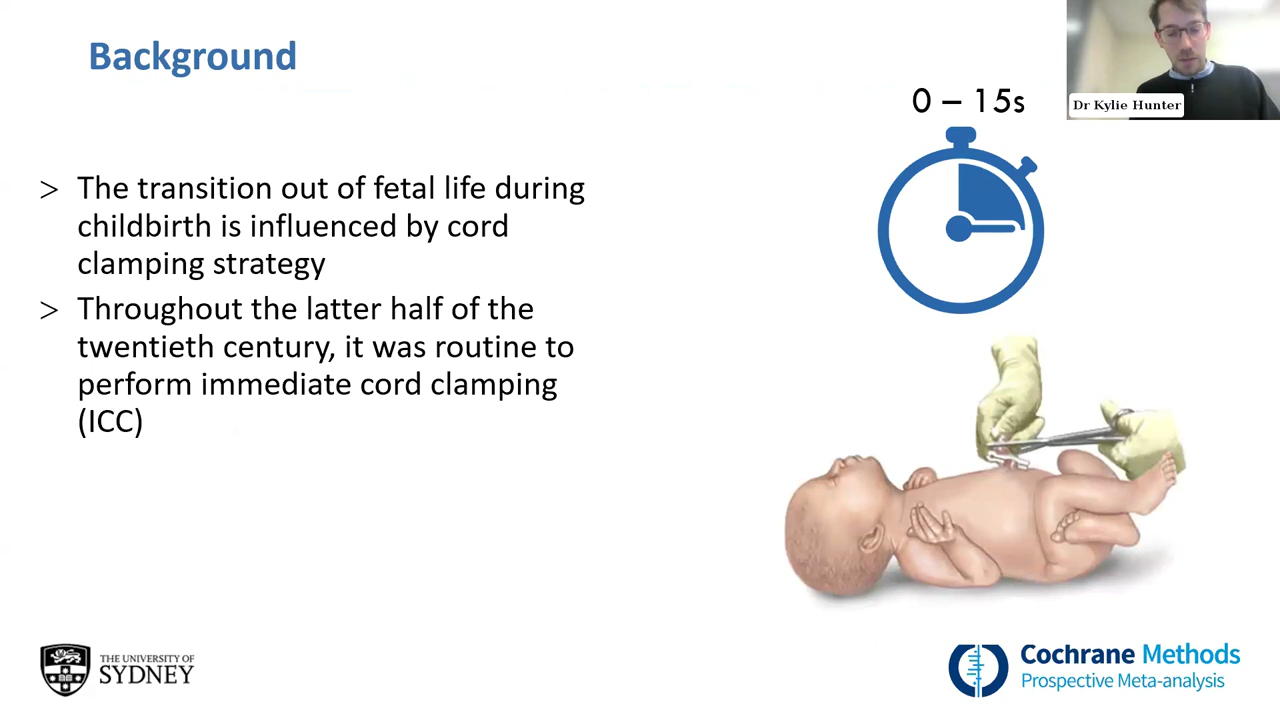 Background
0 – 15s
Dr Kylie Hunter
> The transition out of fetal life during
childbirth is influenced by cord
clamping strategy
> Throughout the latter half of the
twentieth century, it was routine to
perform immediate cord clamping
(ICC)
THE UNIVERSITY OF
SYDNEY
Cochrane Methods
Prospective Meta-analysis